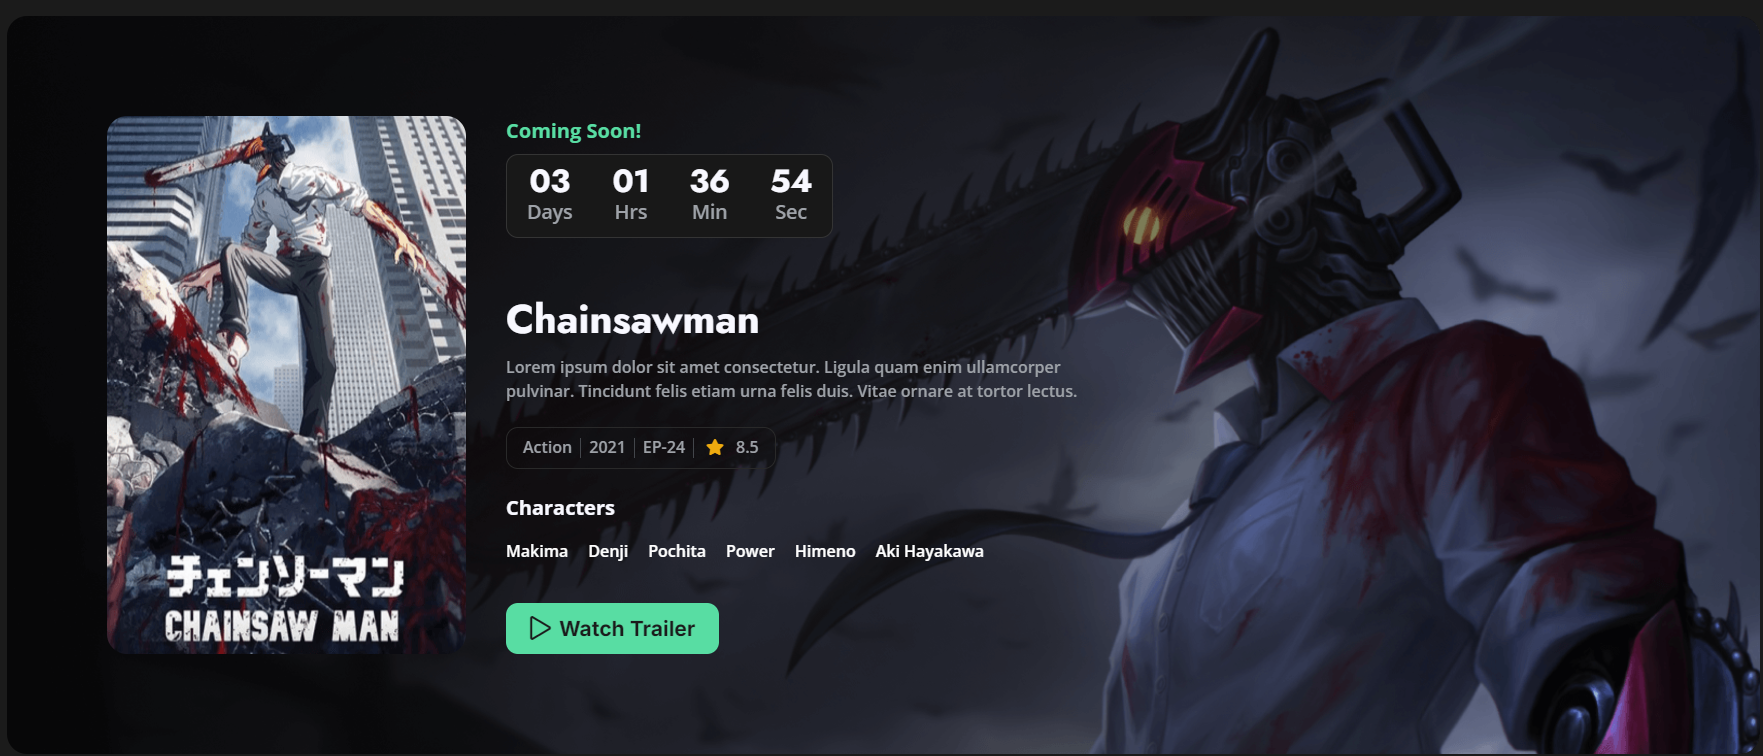 チェンソーマン
CHAINSAW MAN
Coming Soon!
03 01 36 54
Days Hrs Min Sec
Chainsawman
Lorem ipsum dolor sit amet consectetur. Ligula quam enim ullamcorper
pulvinar. Tincidunt felis etiam urna felis duis. Vitae ornare at tortor lectus.
Action 2021 EP-24 8.5
Characters
Makima Denji Pochita Power Himeno Aki Hayakawa
Watch Trailer